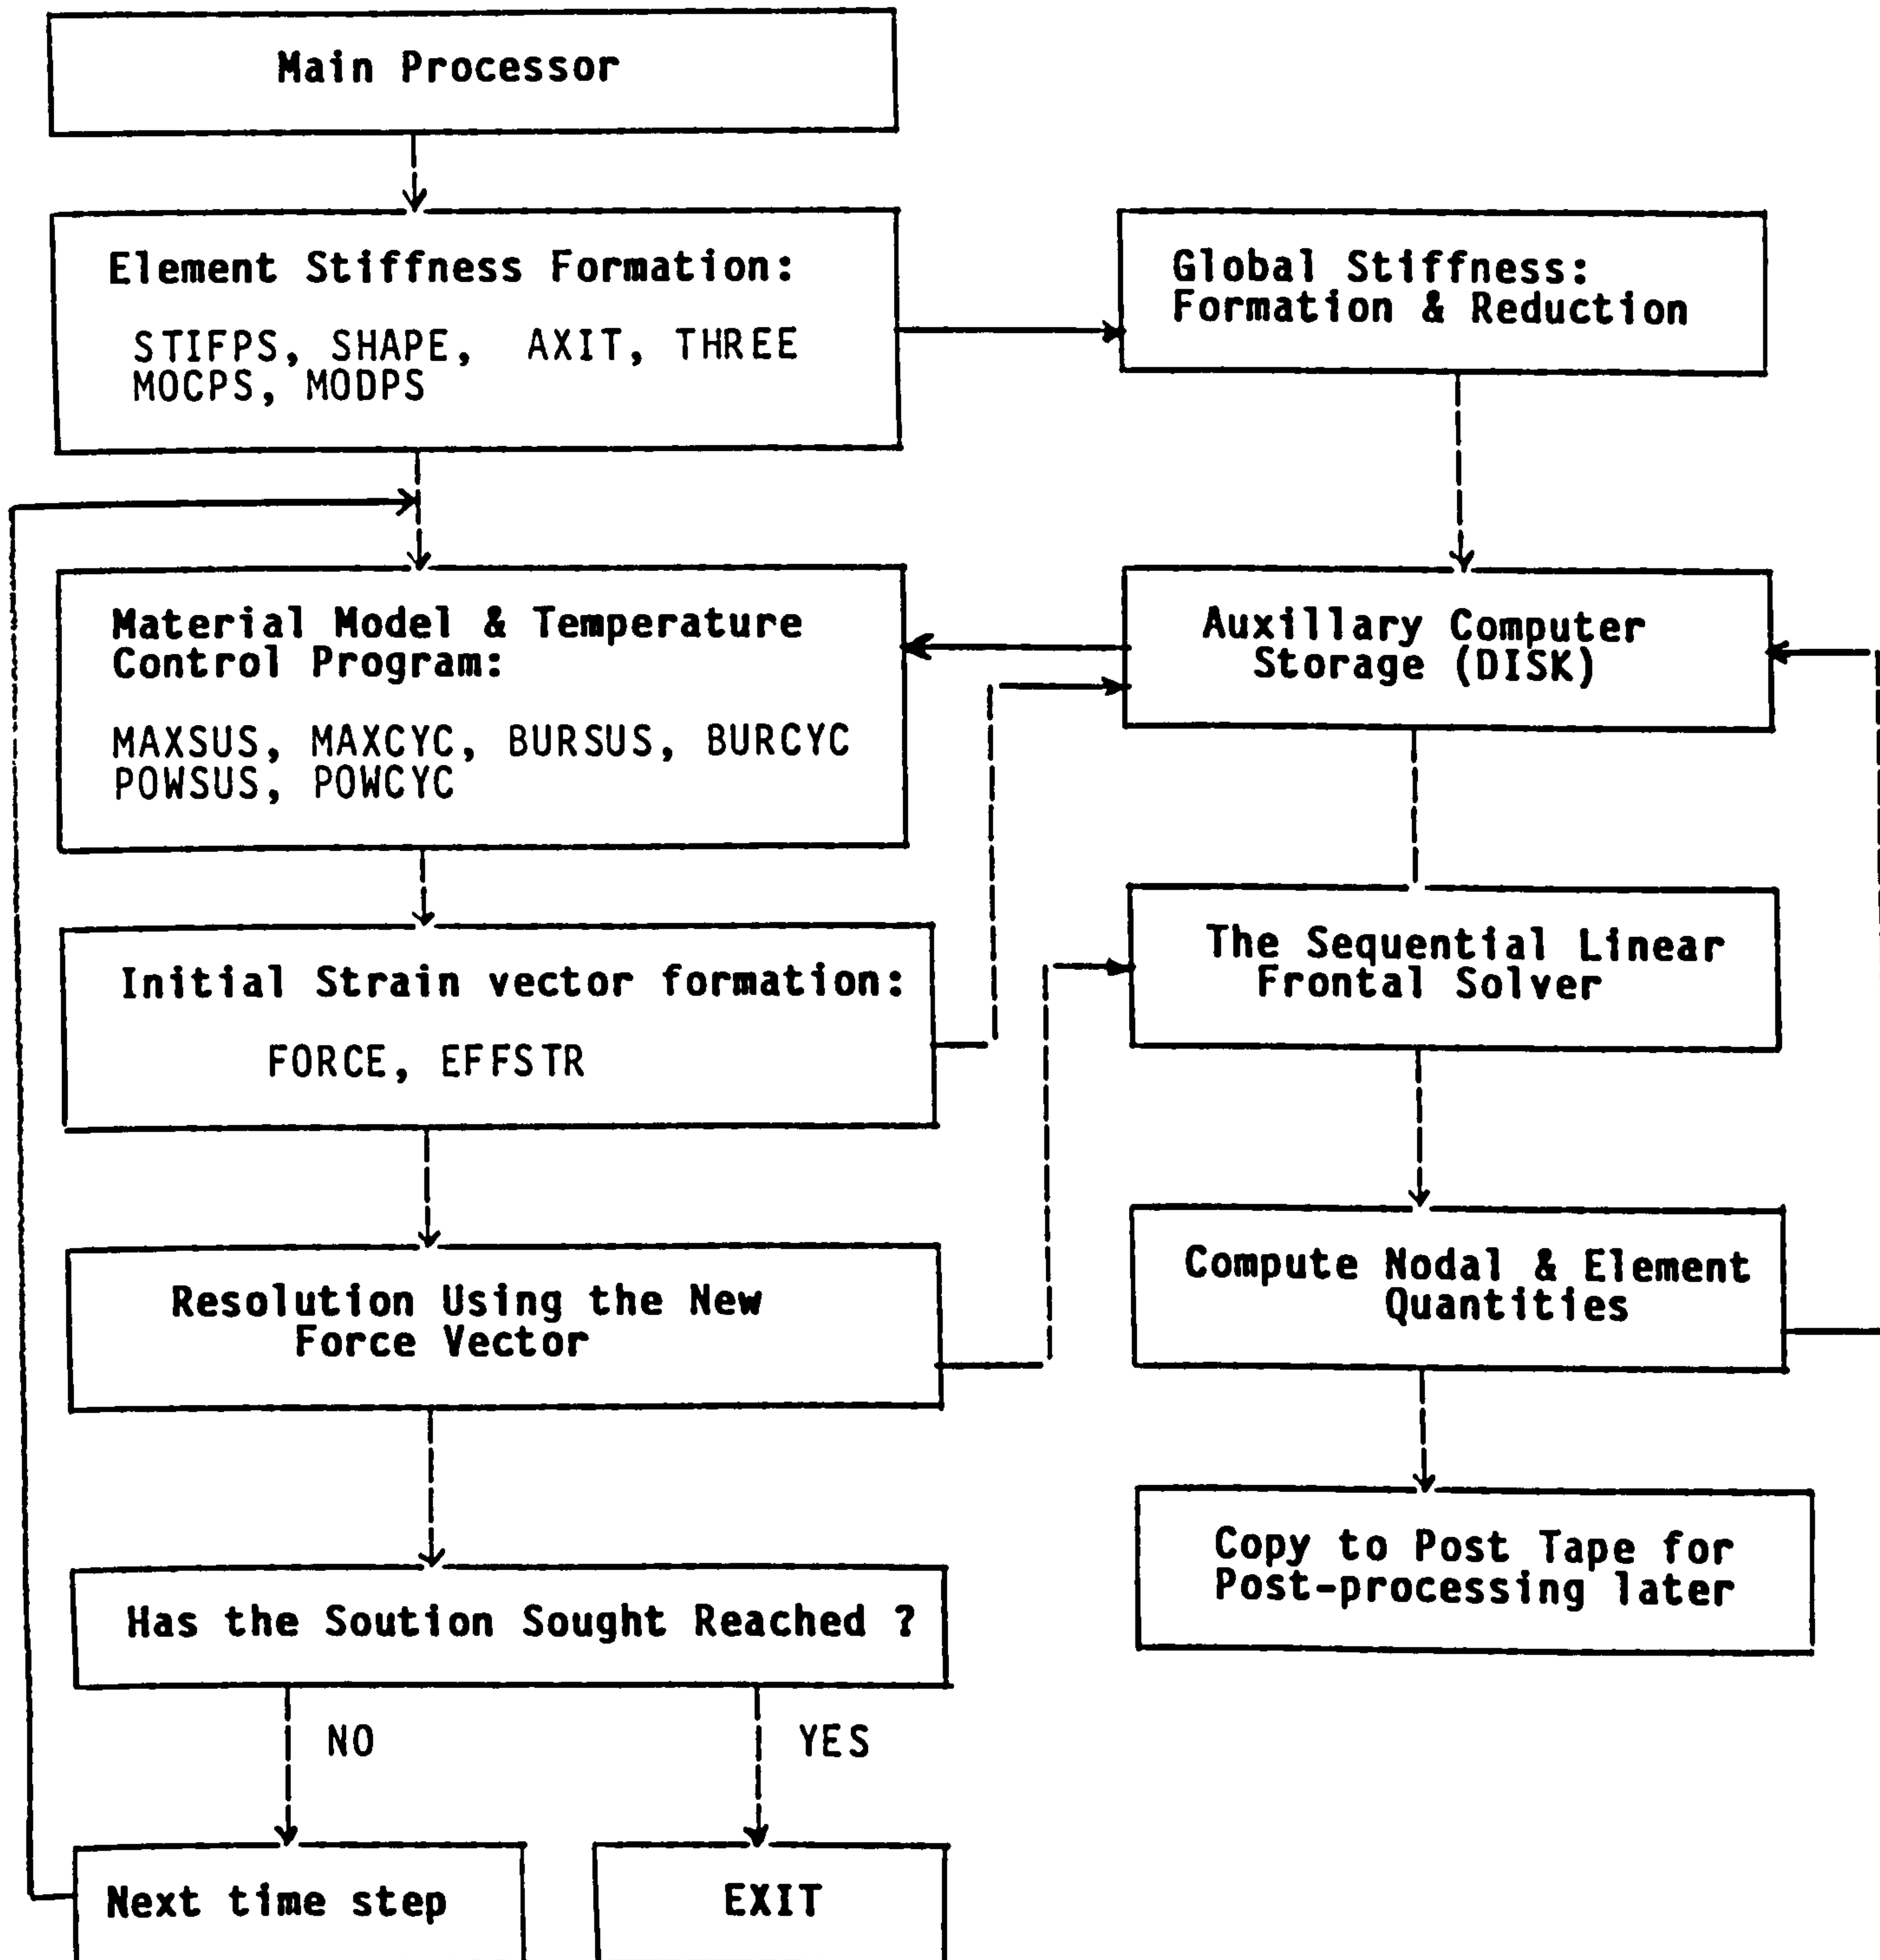 Main Processor
Element Stiffness Formation:
STIFPS, SHAPE, AXIT, THREE
MOCPS, MODPS
Global Stiffness:
Formation & Reduction
Material Model & Temperature
Control Program:
MAXSUS, MAXCYC, BURSUS, BURCYC
POWSUS, POWCYC
Auxillary Computer
Storage (DISK)
Initial Strain vector formation:
FORCE, EFFSTR
The Sequential Linear
Frontal Solver
Resolution Using the New
Force Vector
Compute Nodal & Element
Quantities
Has the Soution Sought Reached ?
Copy to Post Tape for
Post-processing later
NO
YES
Next time step
EXIT